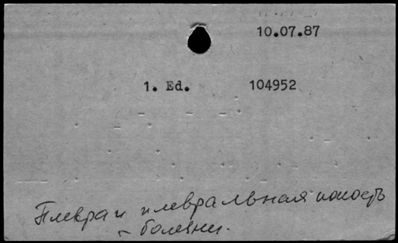 10.07.87
1. Ed. 104952
Плевра и плевральная полость
- болезни.